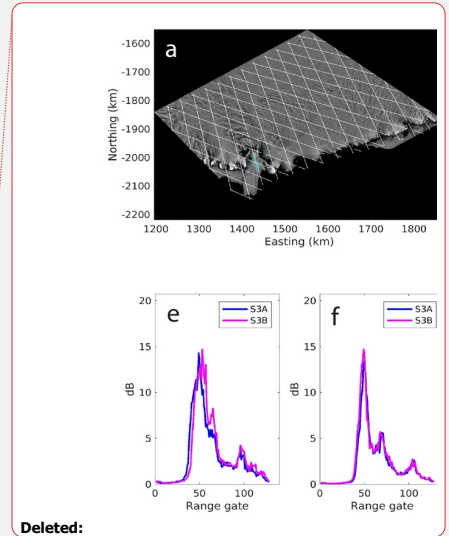 a
-1600
-1700
-1800
-1900
-2000
-2100
-2200
Northing (km)
1200 1300 1400 1500 1600 1700 1800
Easting (km)
e
S3A
S3B
20
15
10
5
0
dB
0 50 100
Range gate
f
S3A
S3B
20
15
10
5
0
dB
0 50 100
Range gate
Deleted: